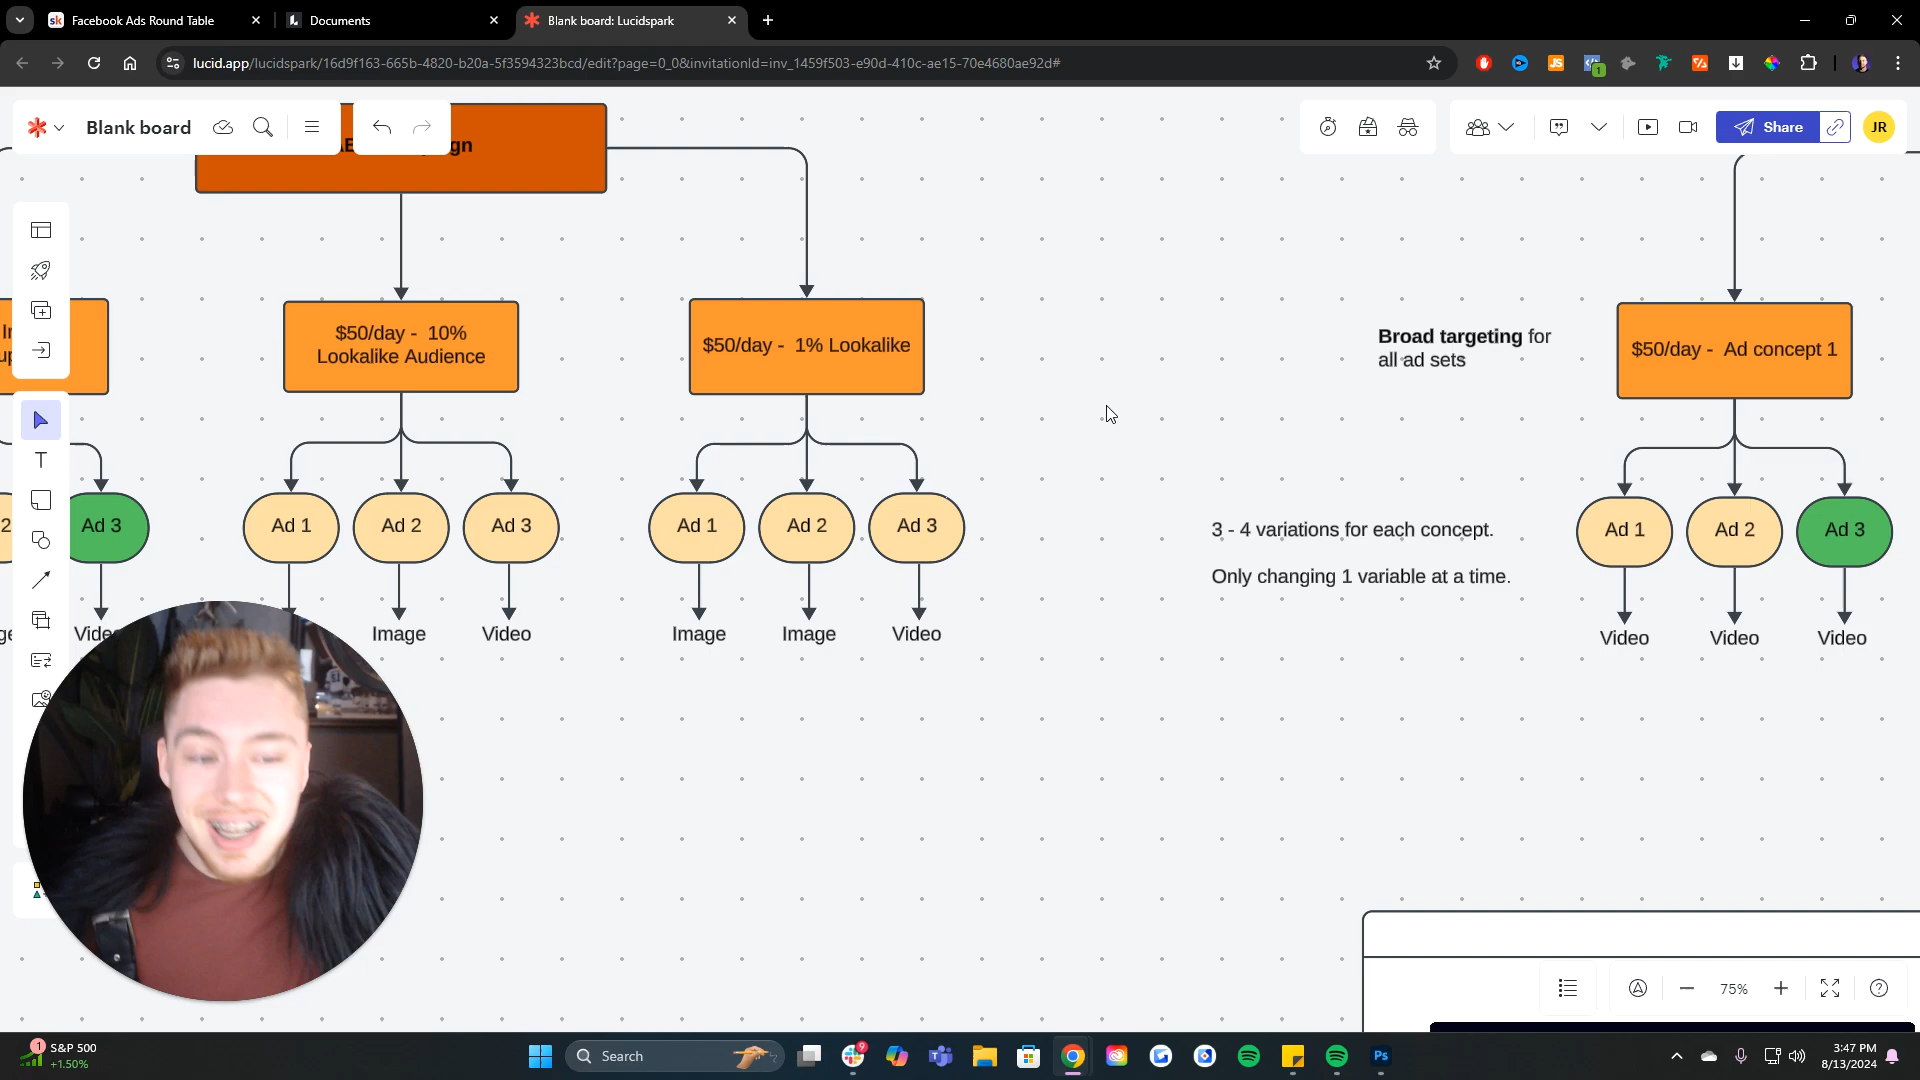 Facebook Ads Round Table
Documents
Blank board: Lucidspark
lucid.app/lucidspark/16d9f163-665b-4820-b20a-5f3594323bcd/edit?page=0_0&invitationId=inv_1459f503-e90d-410c-ae15-70e4680ae92d#
Blank board
Share
JR
$50/day - 10%
Lookalike Audience
$50/day - 1% Lookalike
Broad targeting for
all ad sets
$50/day - Ad concept 1
2
Ad 3
Ad 1
Ad 2
Ad 3
Ad 1
Ad 2
Ad 3
3 - 4 variations for each concept.
Only changing 1 variable at a time.
Ad 1
Ad 2
Ad 3
Image
Video
Image
Image
Video
Video
Video
Video
75%
S&P 500
+1.50%
Search
3:47 PM
8/13/2024